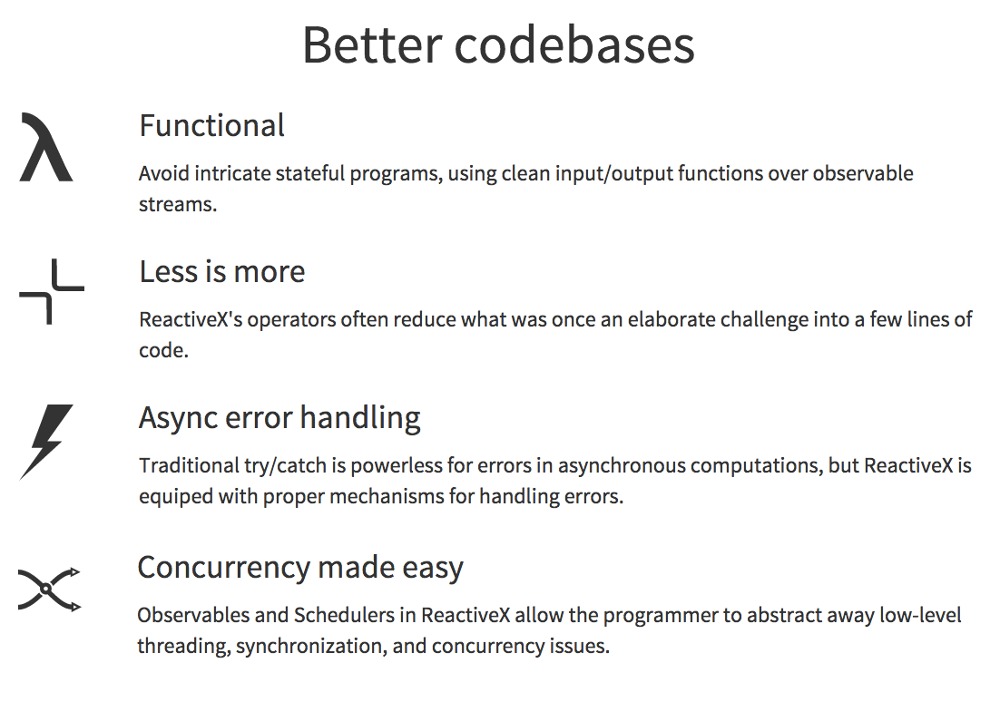 Better codebases
λ
Functional
Avoid intricate stateful programs, using clean input/output functions over observable
streams.
Less is more
ReactiveX's operators often reduce what was once an elaborate challenge into a few lines of
code.
Async error handling
Traditional try/catch is powerless for errors in asynchronous computations, but ReactiveX is
equiped with proper mechanisms for handling errors.
Concurrency made easy
Observables and Schedulers in ReactiveX allow the programmer to abstract away low-level
threading, synchronization, and concurrency issues.